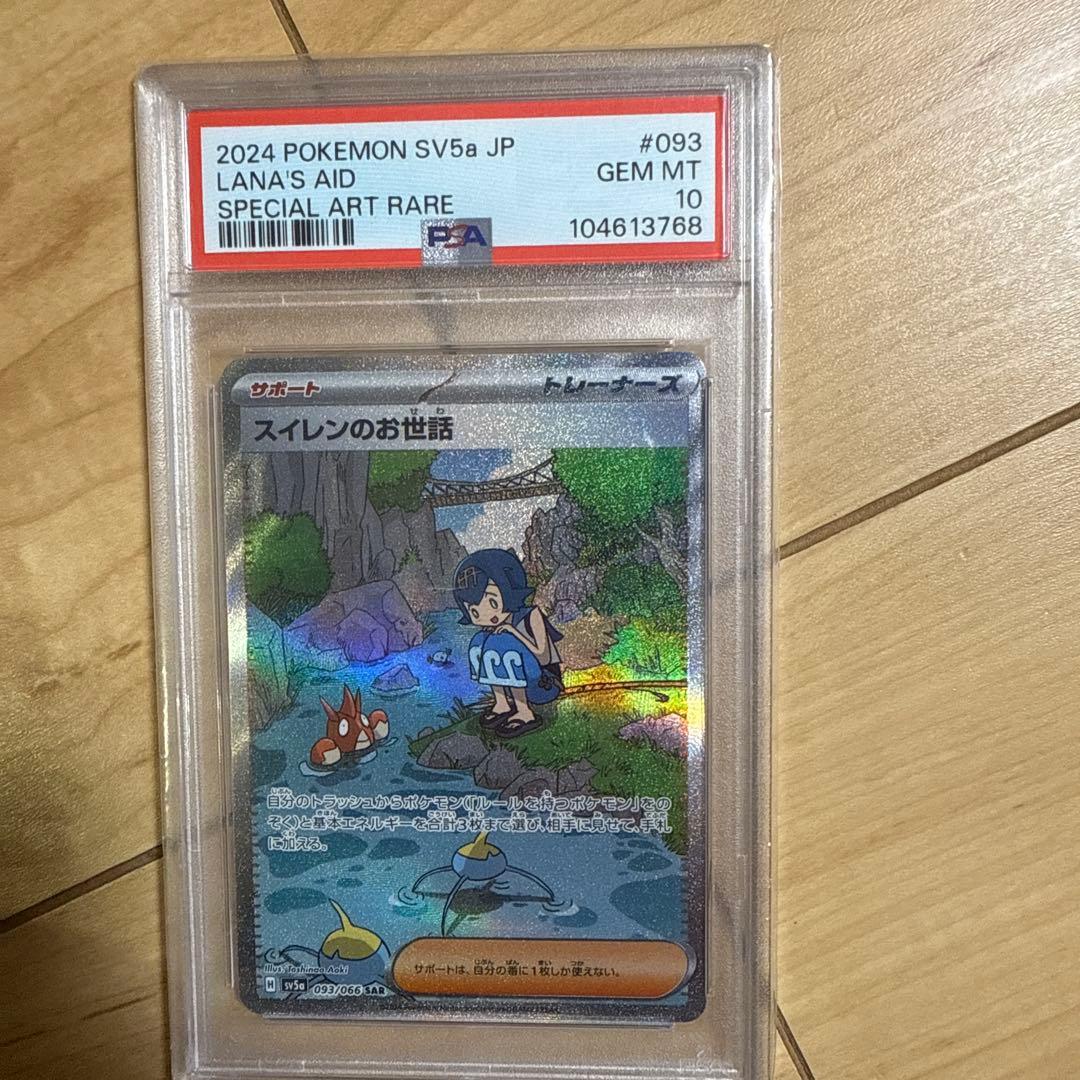 2024 POKEMON SV5a JP #093
LANA'S AID GEM MT
SPECIAL ART RARE 10
PSA 104613768
サポート トレーナーズ
せわ
スイレンのお世話
自分のトラッシュからポケモン(「ルールを持つポケモン」をの
ぞく)と基本エネルギーを合計3枚まで選び、相手に見せて、手札
に加える。
サポートは、自分の番に1枚しか使えない。
Illus. Toshinao Aoki
H sv5a 093/066 SAR